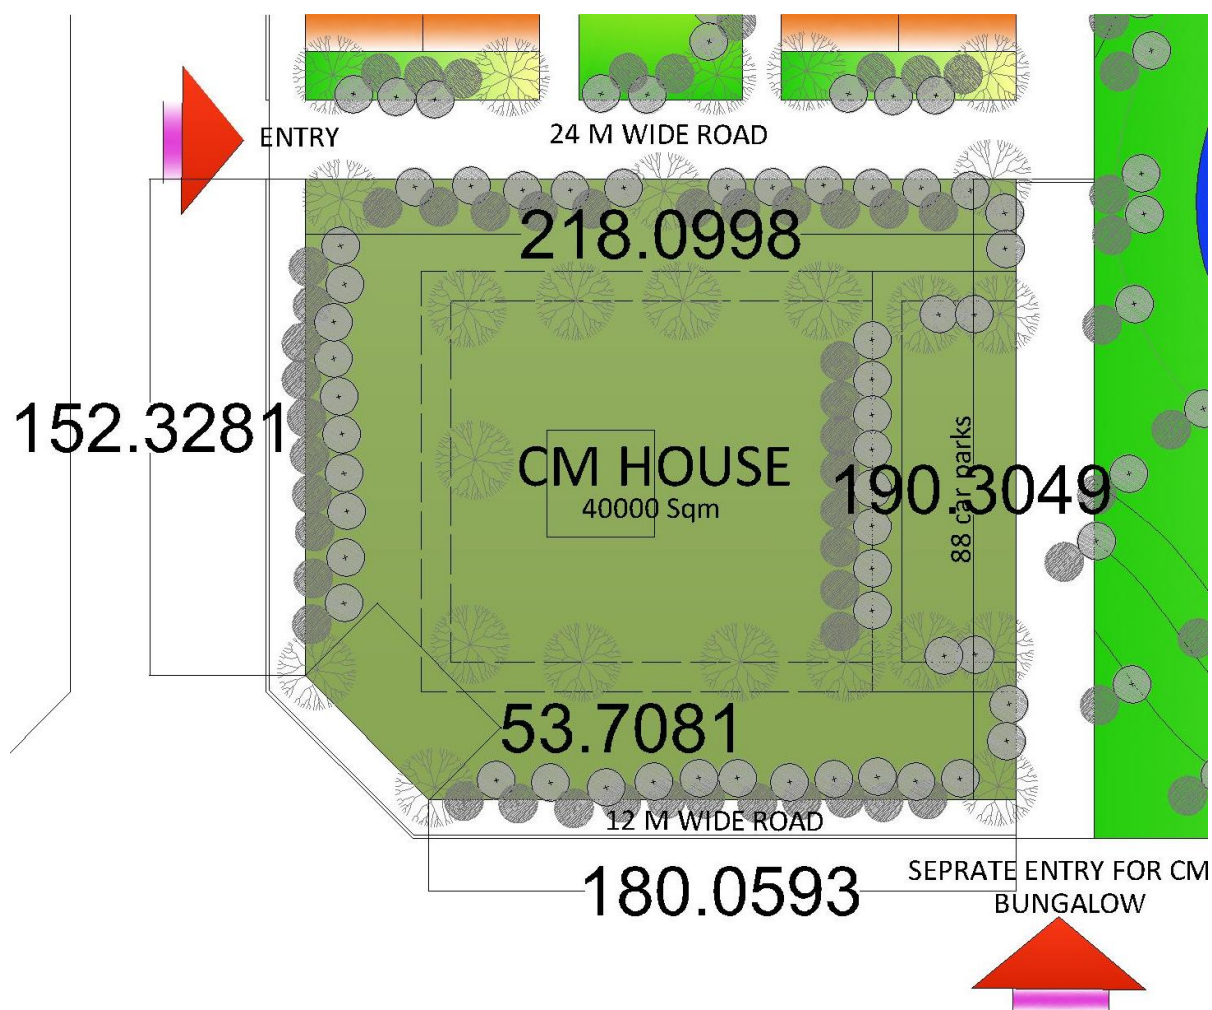 ENTRY
24 M WIDE ROAD
218.0998
152.3281
CM HOUSE
40000 Sqm
190.3049
88 car parks
53.7081
12 M WIDE ROAD
180.0593
SEPRATE ENTRY FOR CM
BUNGALOW